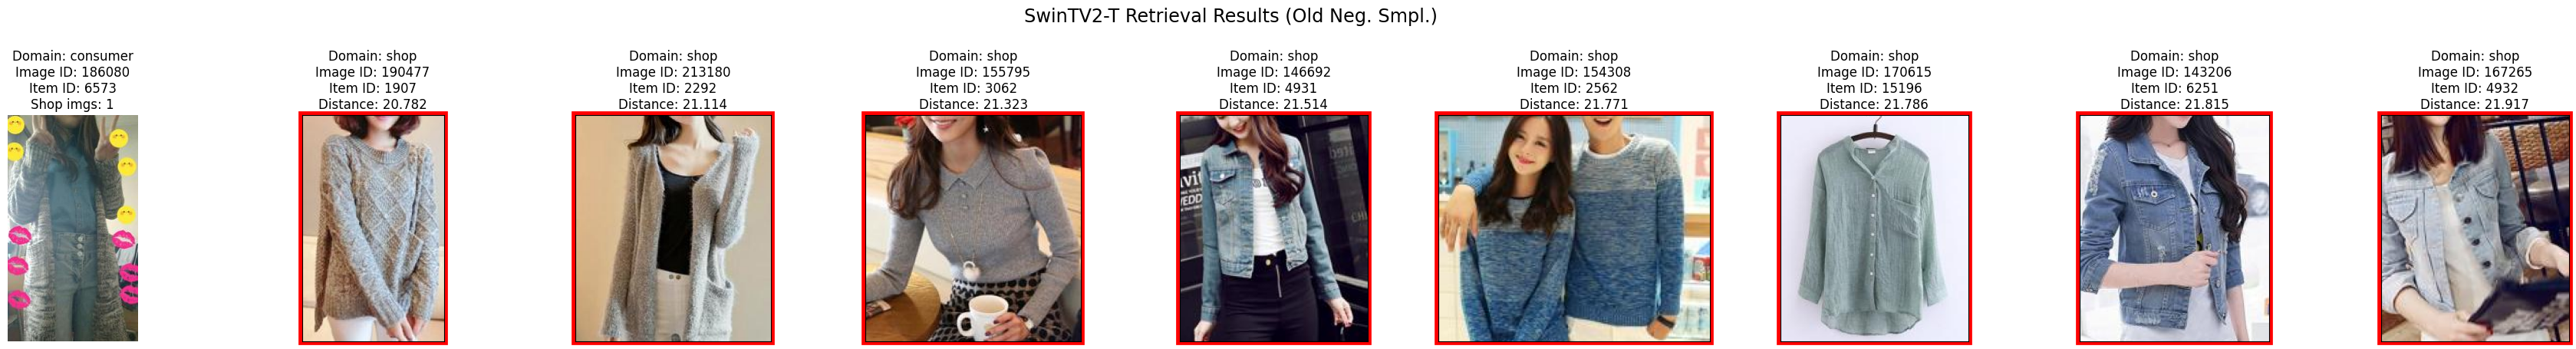 SwinTV2-T Retrieval Results (Old Neg. Smpl.)
Domain: consumer
Image ID: 186080
Item ID: 6573
Shop imgs: 1
Domain: shop
Image ID: 190477
Item ID: 1907
Distance: 20.782
Domain: shop
Image ID: 213180
Item ID: 2292
Distance: 21.114
Domain: shop
Image ID: 155795
Item ID: 3062
Distance: 21.323
Domain: shop
Image ID: 146692
Item ID: 4931
Distance: 21.514
Domain: shop
Image ID: 154308
Item ID: 2562
Distance: 21.771
Domain: shop
Image ID: 170615
Item ID: 15196
Distance: 21.786
Domain: shop
Image ID: 143206
Item ID: 6251
Distance: 21.815
Domain: shop
Image ID: 167265
Item ID: 4932
Distance: 21.917